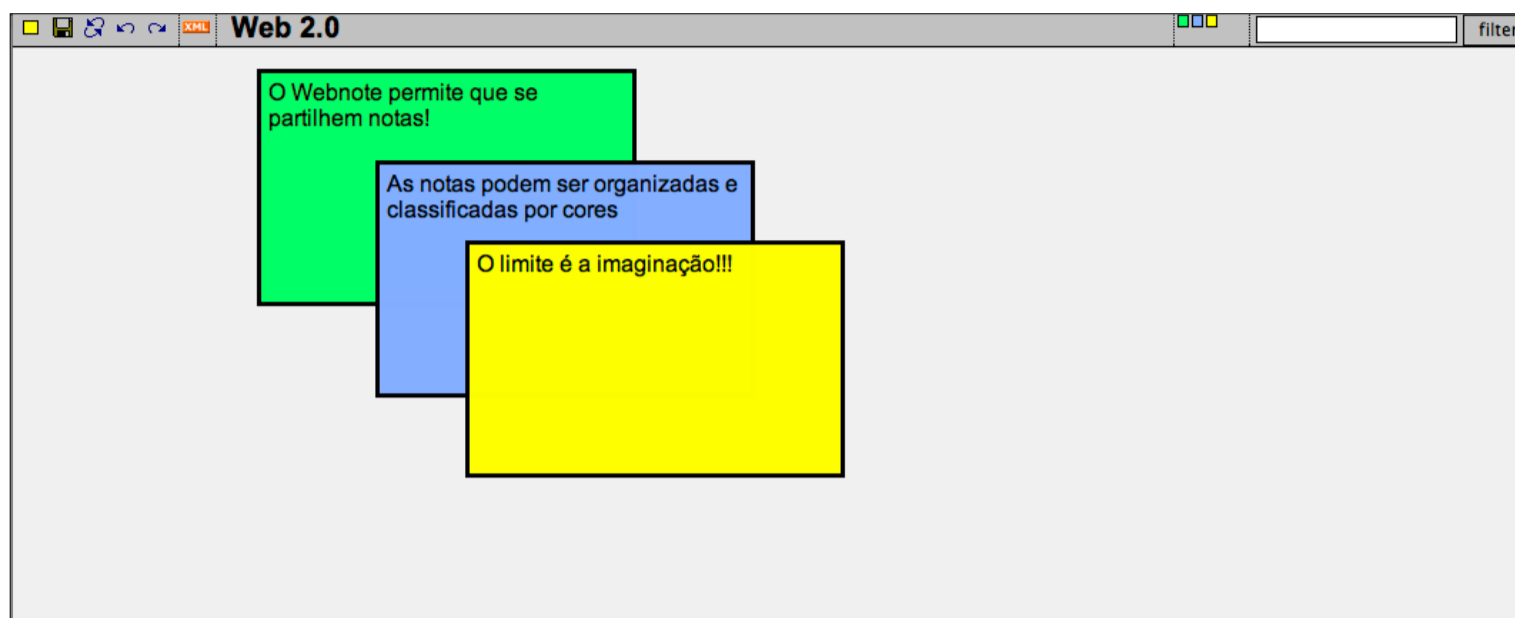 XML Web 2.0 filter
O Webnote permite que se
partilhem notas!
As notas podem ser organizadas e
classificadas por cores
O limite é a imaginação!!!